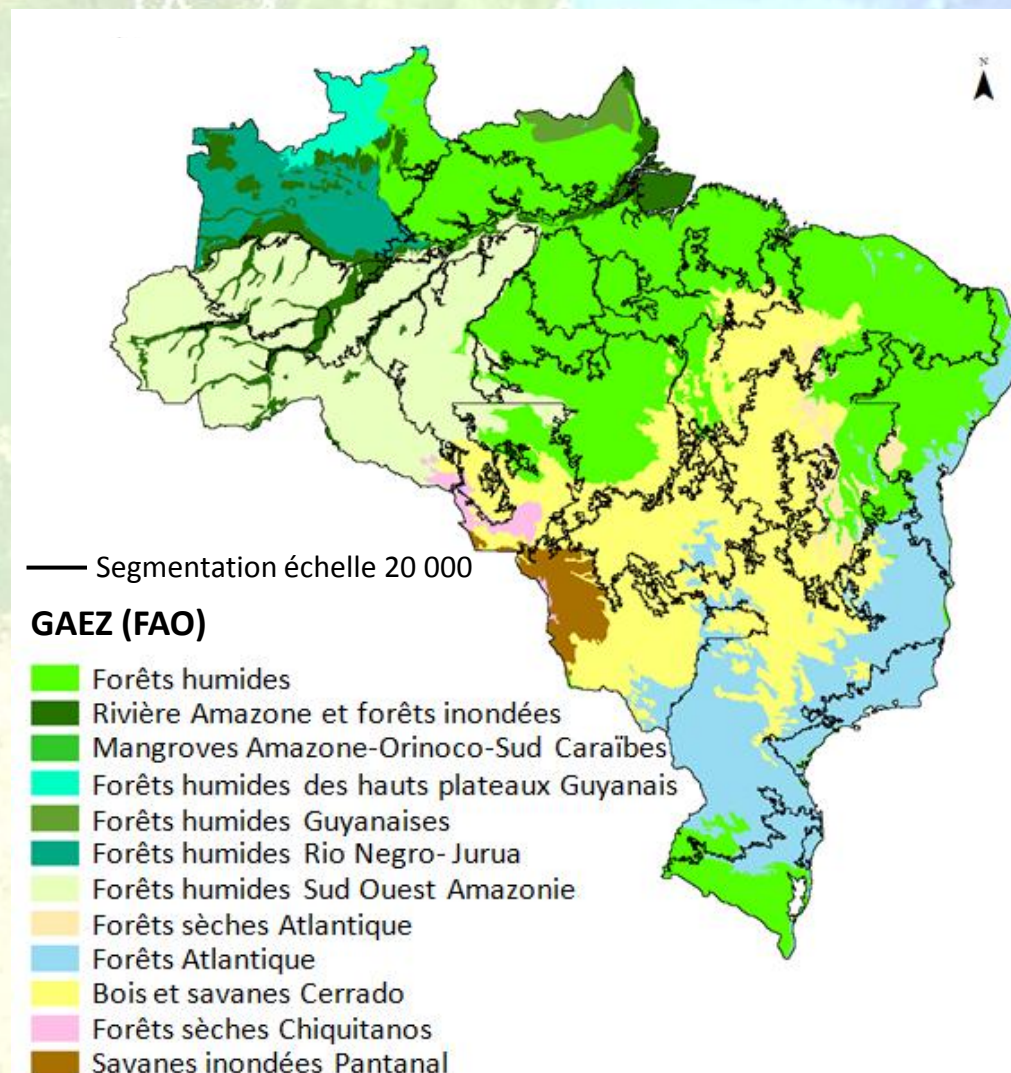 N
Segmentation échelle 20 000
GAEZ (FAO)
Forêts humides
Rivière Amazone et forêts inondées
Mangroves Amazone-Orinoco-Sud Caraïbes
Forêts humides des hauts plateaux Guyanais
Forêts humides Guyanaises
Forêts humides Rio Negro- Jurua
Forêts humides Sud Ouest Amazonie
Forêts sèches Atlantique
Forêts Atlantique
Bois et savanes Cerrado
Forêts sèches Chiquitanos
Savanes inondées Pantanal